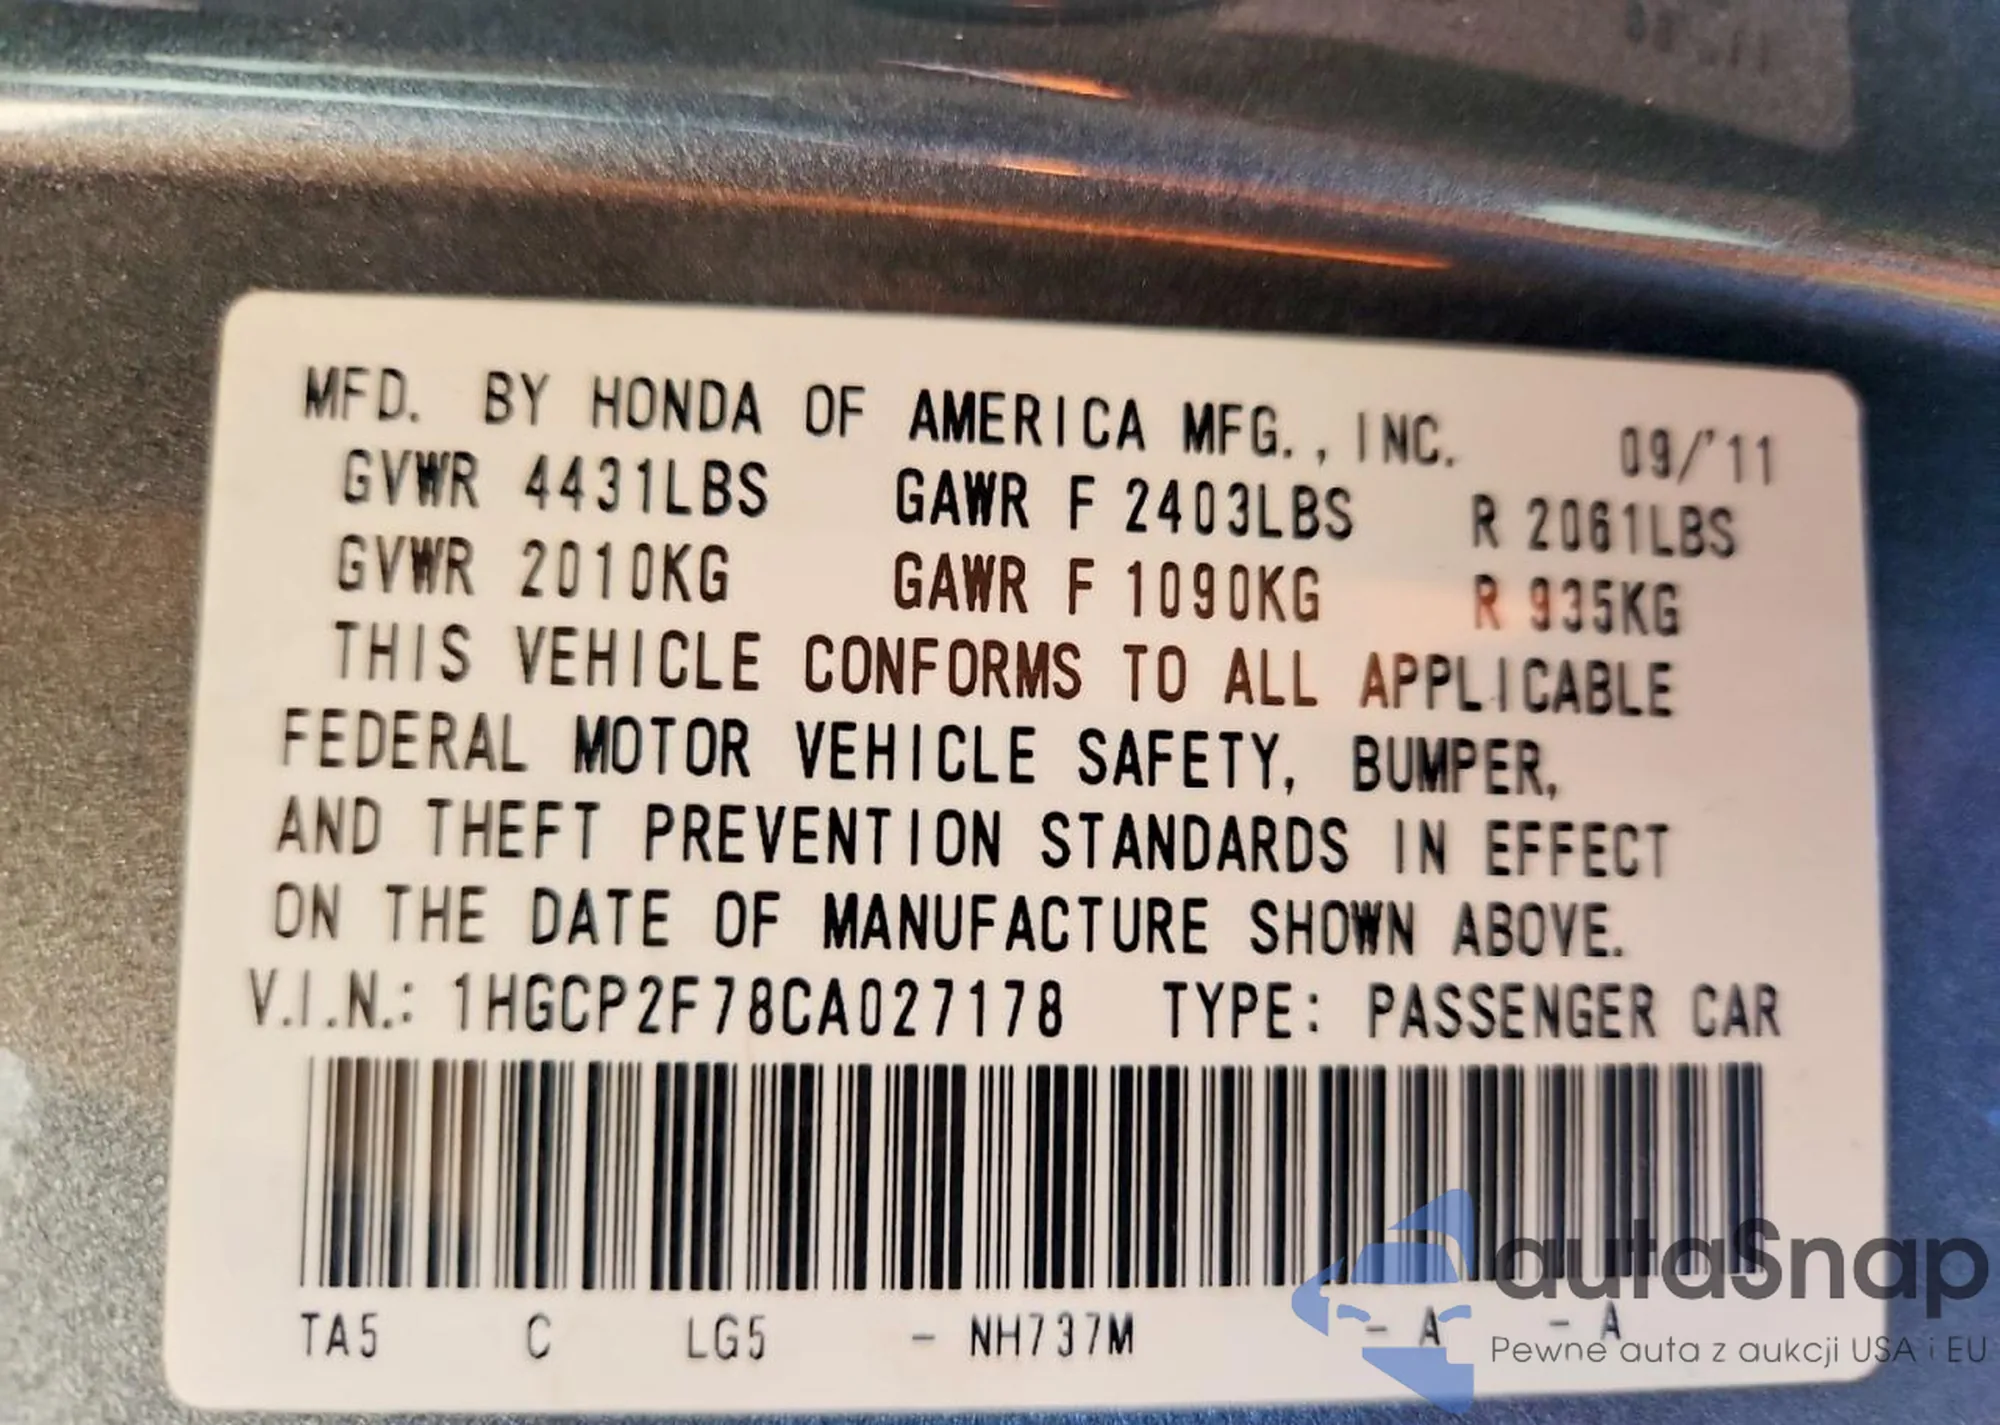 MFD. BY HONDA OF AMERICA MFG., INC. 09/'11
GVWR 4431LBS GAWR F 2403LBS R 2061LBS
GVWR 2010KG GAWR F 1090KG R 935KG
THIS VEHICLE CONFORMS TO ALL APPLICABLE
FEDERAL MOTOR VEHICLE SAFETY, BUMPER,
AND THEFT PREVENTION STANDARDS IN EFFECT
ON THE DATE OF MANUFACTURE SHOWN ABOVE.
V.I.N.: 1HGCP2F78CA027178 TYPE: PASSENGER CAR
TA5 C LG5 - NH737M - A - A
autaSnap
Pewne auta z aukcji USA i EU